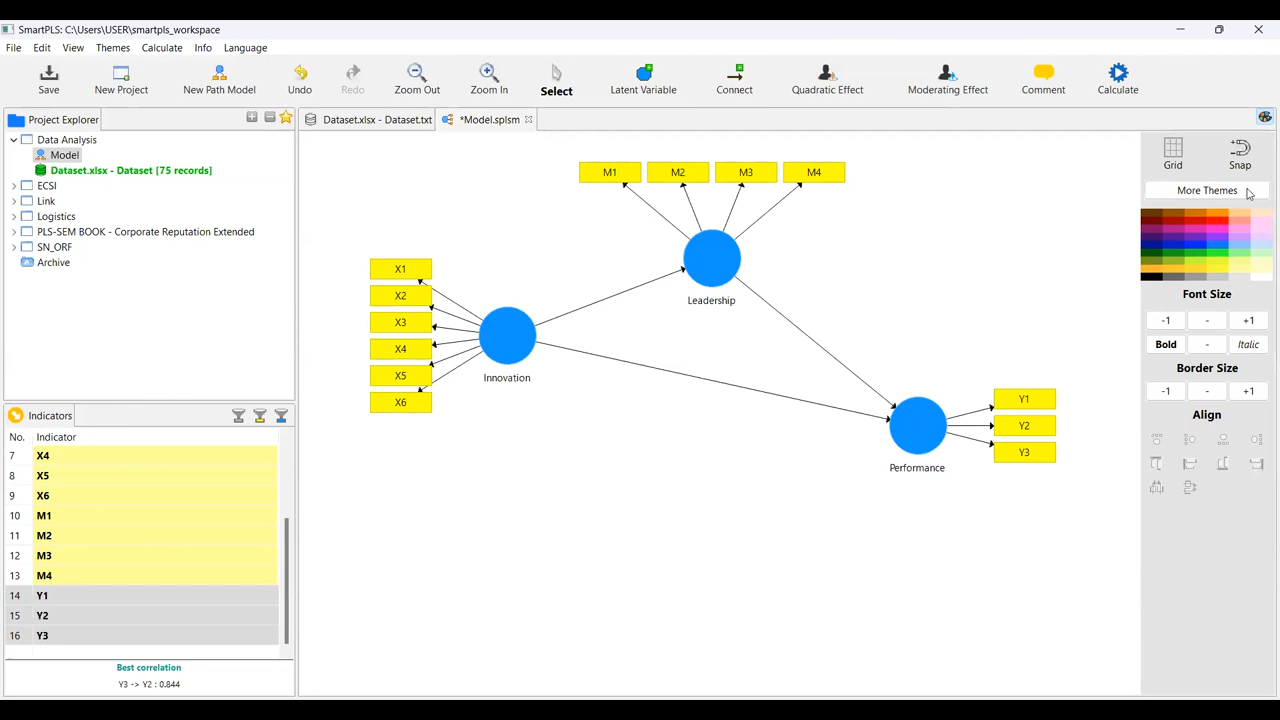 SmartPLS: C:\Users\USER\smartpls_workspace
File Edit View Themes Calculate Info Language
Save New Project New Path Model Undo Redo Zoom Out Zoom In Select Latent Variable Connect Quadratic Effect Moderating Effect Comment Calculate
Project Explorer
Data Analysis
Model
Dataset.xlsx - Dataset [75 records]
ECSI
Link
Logistics
PLS-SEM BOOK - Corporate Reputation Extended
SN_ORF
Archive
Indicators
No. Indicator
7 X4
8 X5
9 X6
10 M1
11 M2
12 M3
13 M4
14 Y1
15 Y2
16 Y3
Best correlation
Y3 -> Y2 : 0.844
Dataset.xlsx - Dataset.txt *Model.splsm
M1 M2 M3 M4
Leadership
X1
X2
X3
X4
X5
X6
Innovation
Y1
Y2
Y3
Performance
Grid Snap
More Themes
Font Size
-1 - +1
Bold - Italic
Border Size
-1 - +1
Align